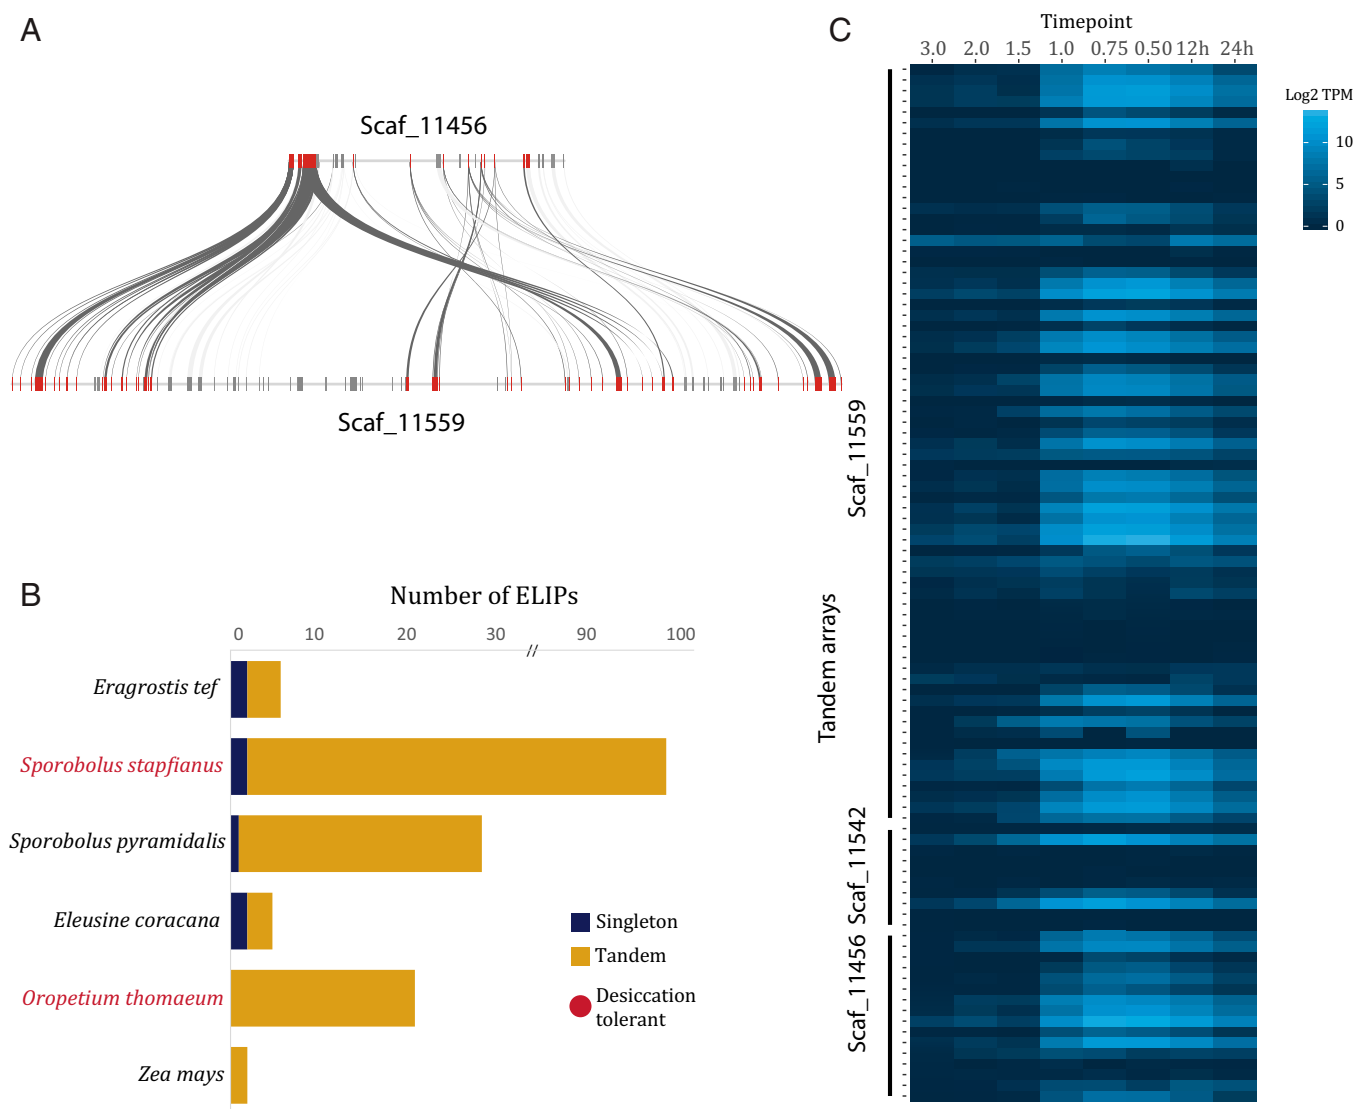 A
Scaf_11456
Scaf_11559
B
Number of ELIPs
0 10 20 30 // 90 100
Eragrostis tef
Sporobolus stapfianus
Sporobolus pyramidalis
Eleusine coracana
Oropetium thomaeum
Zea mays
Singleton
Tandem
Desiccation
tolerant
C
Timepoint
3.0 2.0 1.5 1.0 0.75 0.50 12h 24h
Log2 TPM
10
5
0
Tandem arrays
Scaf_11559
Scaf_11542
Scaf_11456